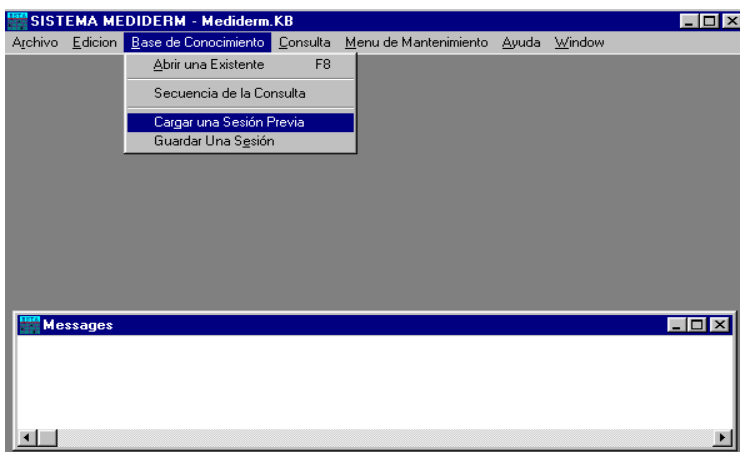 SISTEMA MEDIDERM - Mediderm.KB
Archivo Edicion Base de Conocimiento Consulta Menu de Mantenimiento Ayuda Window
Abrir una Existente F8
Secuencia de la Consulta
Cargar una Sesión Previa
Guardar Una Sesión
Messages